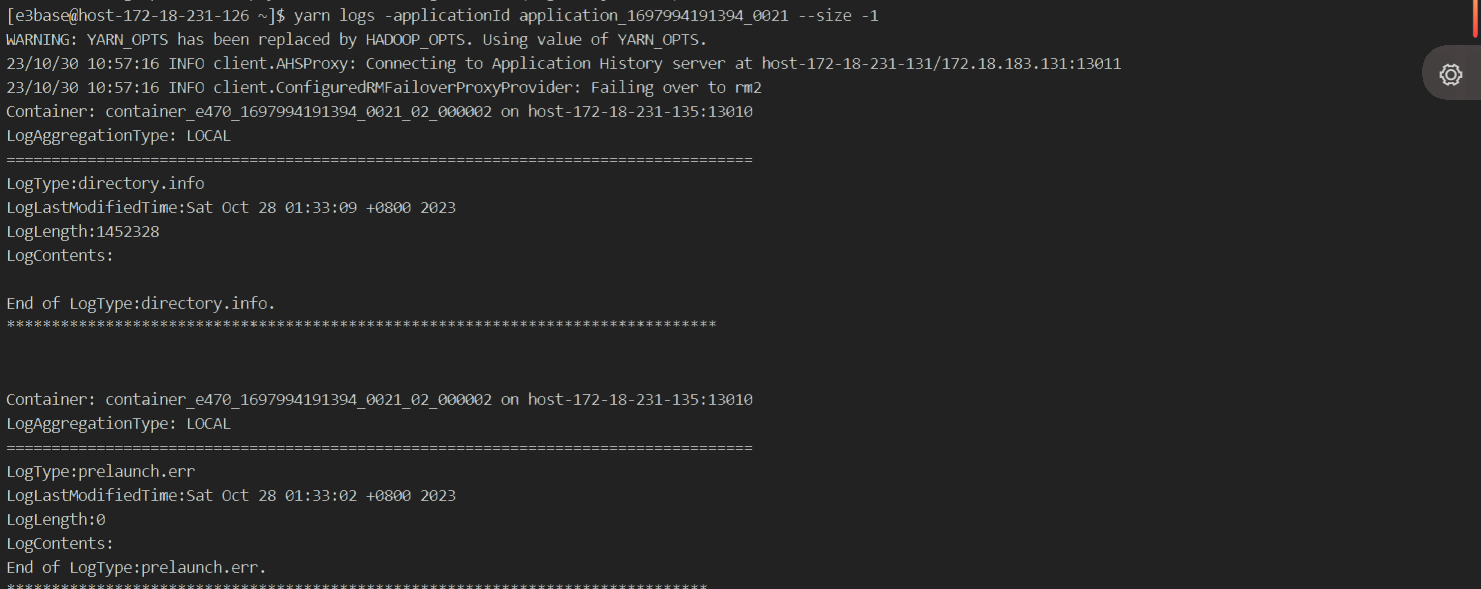 [e3base@host-172-18-231-126 ~]$ yarn logs -applicationId application_1697994191394_0021 --size -1
WARNING: YARN_OPTS has been replaced by HADOOP_OPTS. Using value of YARN_OPTS.
23/10/30 10:57:16 INFO client.AHSProxy: Connecting to Application History server at host-172-18-231-131/172.18.183.131:13011
23/10/30 10:57:16 INFO client.ConfiguredRMFailoverProxyProvider: Failing over to rm2
Container: container_e470_1697994191394_0021_02_000002 on host-172-18-231-135:13010
LogAggregationType: LOCAL
===================================================================================
LogType:directory.info
LogLastModifiedTime:Sat Oct 28 01:33:09 +0800 2023
LogLength:1452328
LogContents:
End of LogType:directory.info.
*******************************************************************************
Container: container_e470_1697994191394_0021_02_000002 on host-172-18-231-135:13010
LogAggregationType: LOCAL
===================================================================================
LogType:prelaunch.err
LogLastModifiedTime:Sat Oct 28 01:33:02 +0800 2023
LogLength:0
LogContents:
End of LogType:prelaunch.err.
******************************************************************************